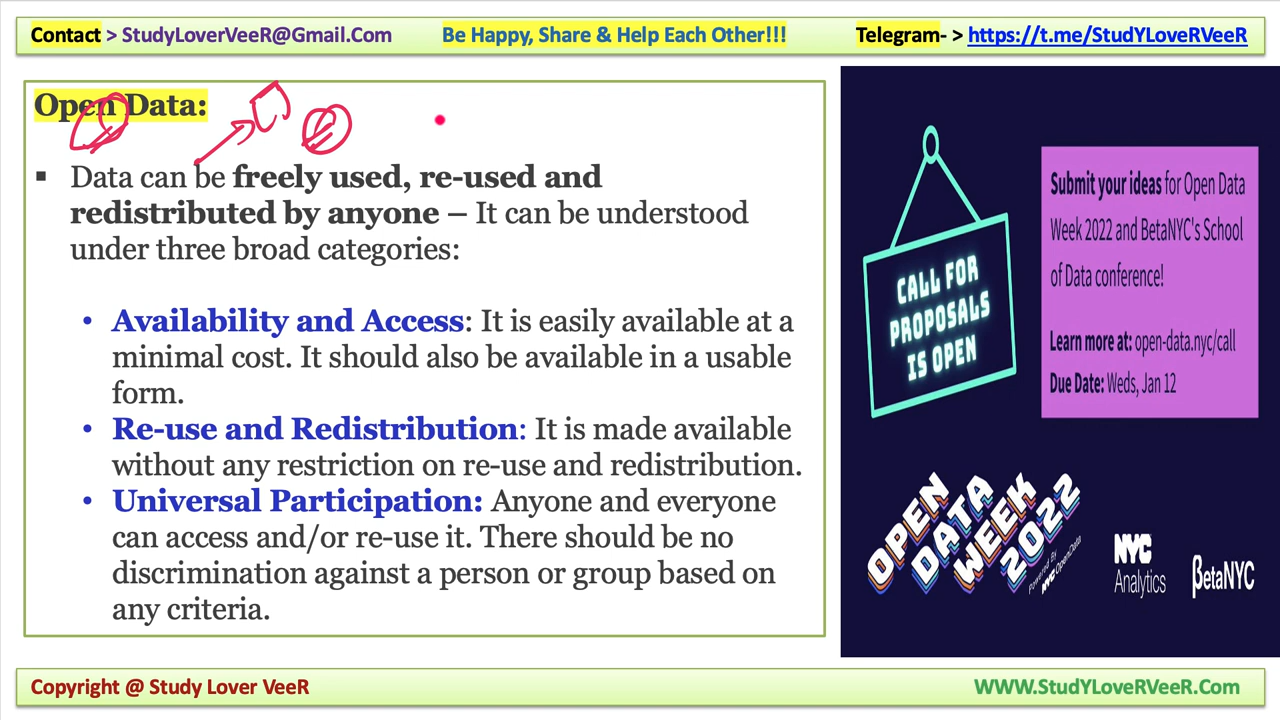 Contact > StudyLoverVeeR@Gmail.Com Be Happy, Share & Help Each Other!!! Telegram- > https://t.me/StudYLoveRVeeR
Open Data:
▪ Data can be freely used, re-used and
redistributed by anyone – It can be understood
under three broad categories:
• Availability and Access: It is easily available at a
minimal cost. It should also be available in a usable
form.
• Re-use and Redistribution: It is made available
without any restriction on re-use and redistribution.
• Universal Participation: Anyone and everyone
can access and/or re-use it. There should be no
discrimination against a person or group based on
any criteria.
CALL FOR
PROPOSALS
IS OPEN
Submit your ideas for Open Data
Week 2022 and BetaNYC's School
of Data conference!
Learn more at: open-data.nyc/call
Due Date: Weds, Jan 12
OPEN
DATA
WEEK
2022
Powered By
NYC OpenData
NYC
Analytics
βetaNYC
Copyright @ Study Lover VeeR WWW.StudYLoveRVeeR.Com